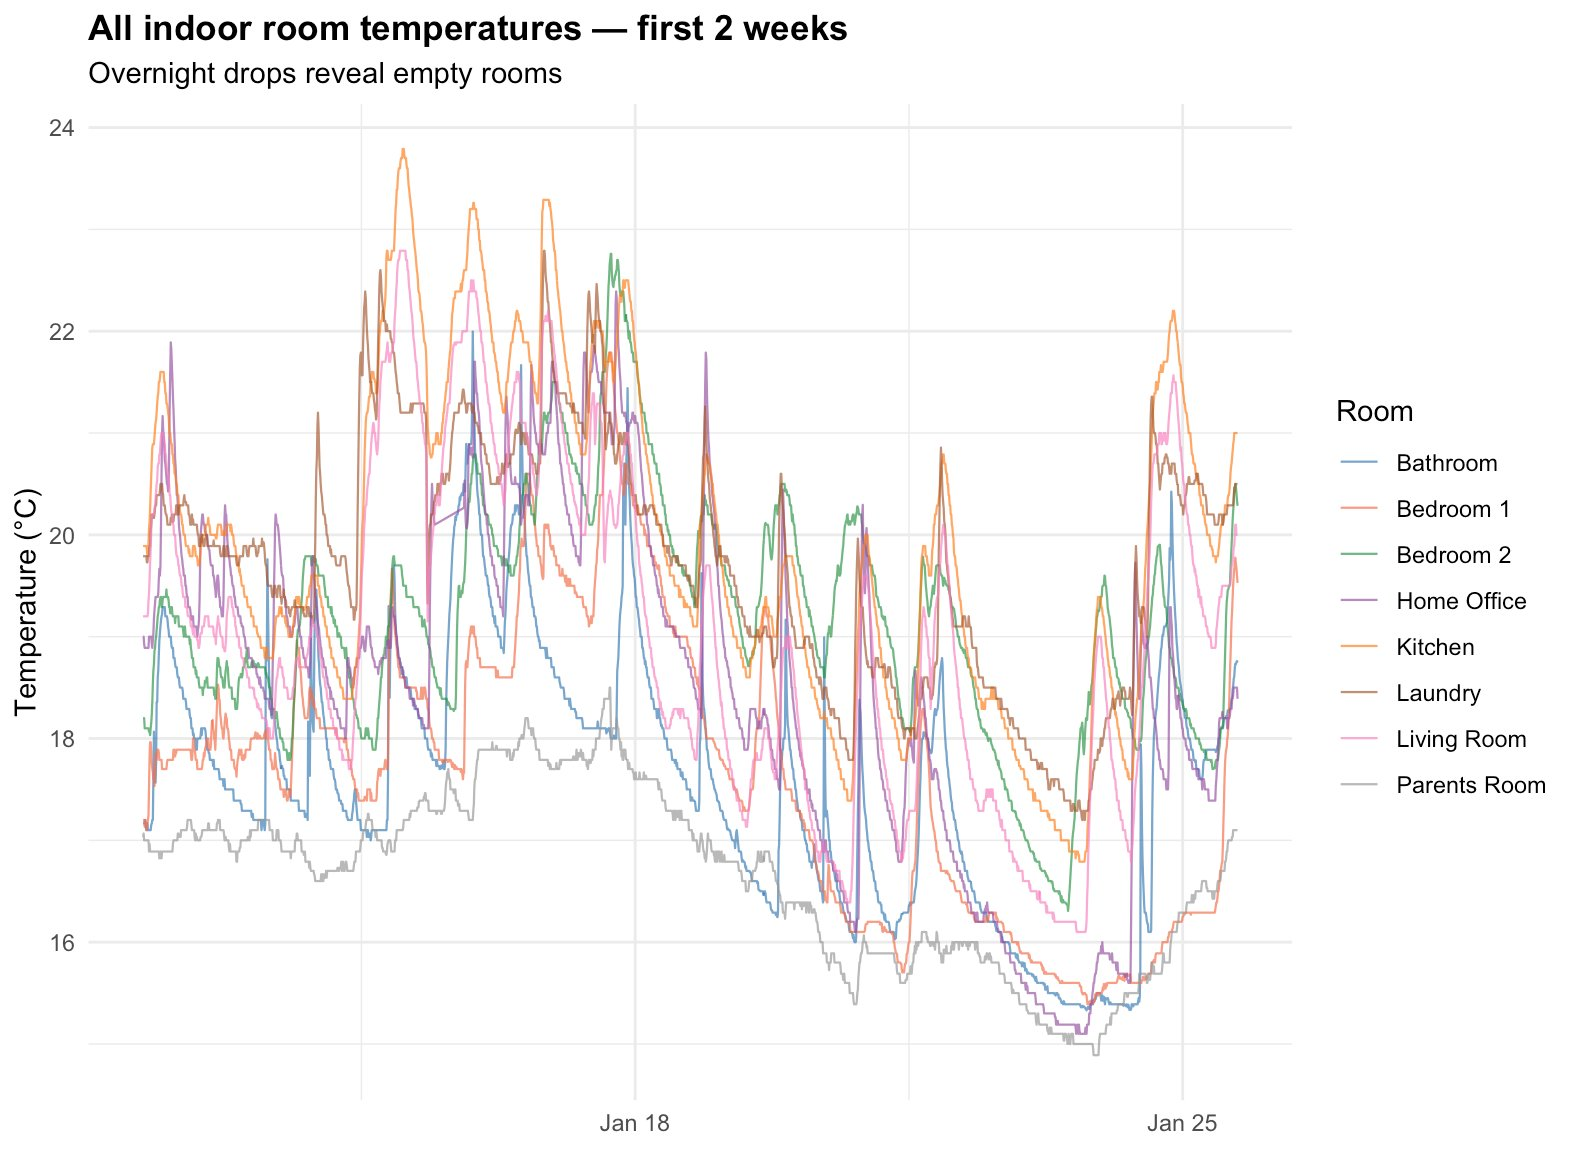 All indoor room temperatures — first 2 weeks
Overnight drops reveal empty rooms
24
22
20
18
16
Temperature (°C)
Jan 18
Jan 25
Room
Bathroom
Bedroom 1
Bedroom 2
Home Office
Kitchen
Laundry
Living Room
Parents Room